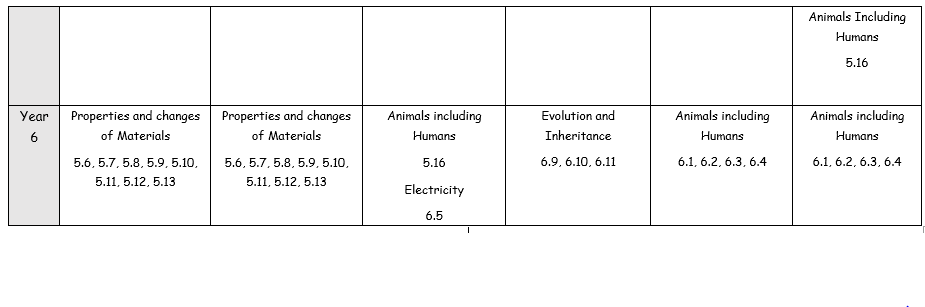 Animals Including
Humans
5.16
Year
6
Properties and changes
of Materials
5.6, 5.7, 5.8, 5.9, 5.10,
5.11, 5.12, 5.13
Properties and changes
of Materials
5.6, 5.7, 5.8, 5.9, 5.10,
5.11, 5.12, 5.13
Animals including
Humans
5.16
Electricity
6.5
Evolution and
Inheritance
6.9, 6.10, 6.11
Animals including
Humans
6.1, 6.2, 6.3, 6.4
Animals including
Humans
6.1, 6.2, 6.3, 6.4